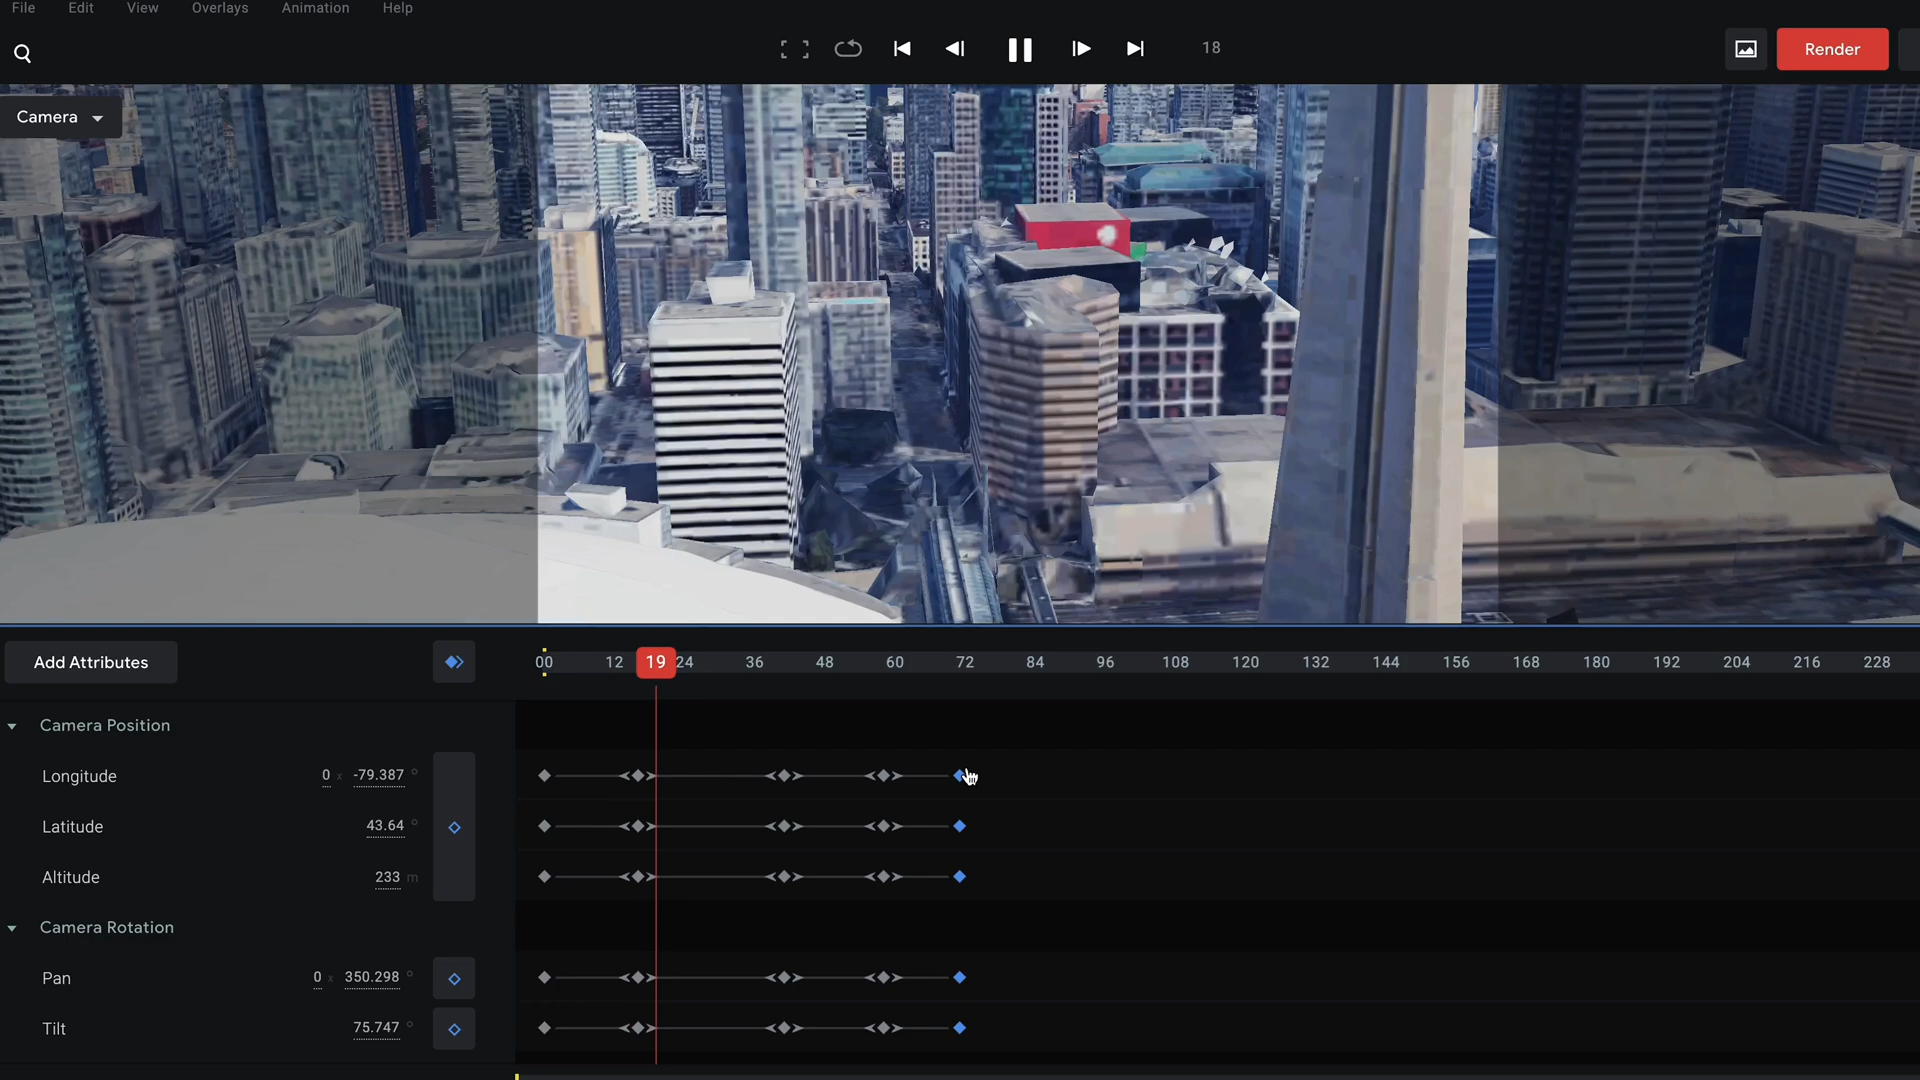 File Edit View Overlays Animation Help
18
Render
Camera
Add Attributes
00 12 19 24 36 48 60 72 84 96 108 120 132 144 156 168 180 192 204 216 228
Camera Position
Longitude 0 x -79.387 °
Latitude 43.64 °
Altitude 233 m
Camera Rotation
Pan 0 x 350.298 °
Tilt 75.747 °